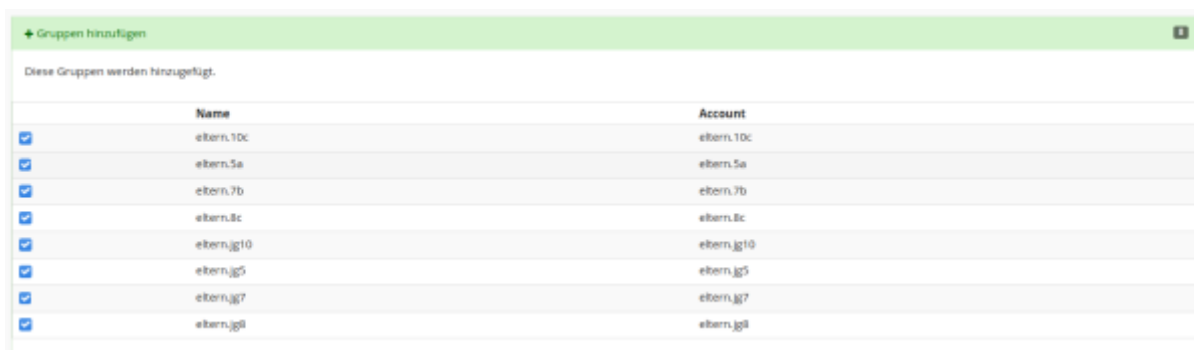 Gruppen hinzufügen
Diese Gruppen werden hinzugefügt.
Name Account
eltern.10c eltern.10c
eltern.5a eltern.5a
eltern.7b eltern.7b
eltern.8c eltern.8c
eltern.jg10 eltern.jg10
eltern.jg5 eltern.jg5
eltern.jg7 eltern.jg7
eltern.jg8 eltern.jg8